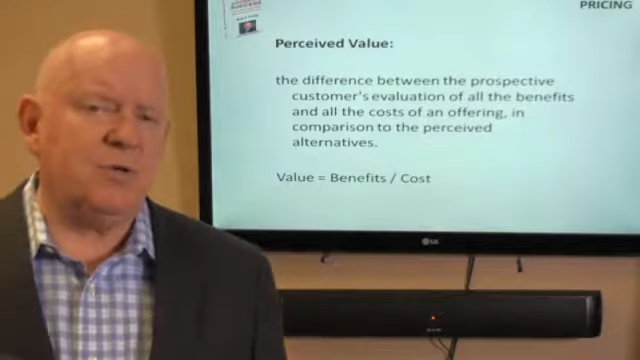 SUCCESS
PRICING
Perceived Value:
the difference between the prospective
customer's evaluation of all the benefits
and all the costs of an offering, in
comparison to the perceived
alternatives.
Value = Benefits / Cost
LG